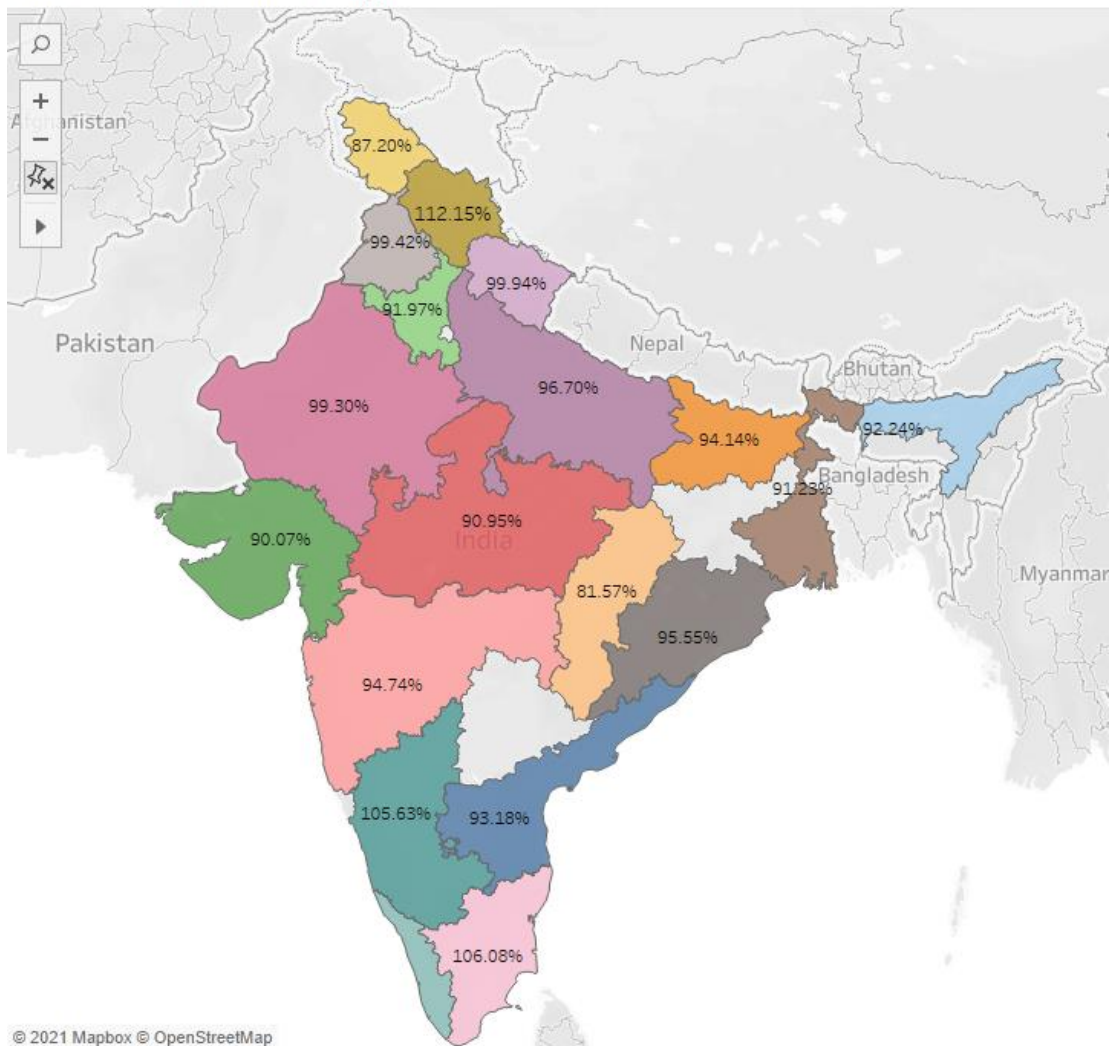 Afghanistan
87.20%
112.15%
99.42%
99.94%
91.97%
Pakistan
Nepal
Bhutan
99.30%
96.70%
94.14%
92.24%
91.23%
Bangladesh
90.07%
90.95%
India
Myanmar
81.57%
95.55%
94.74%
105.63%
93.18%
106.08%
© 2021 Mapbox © OpenStreetMap